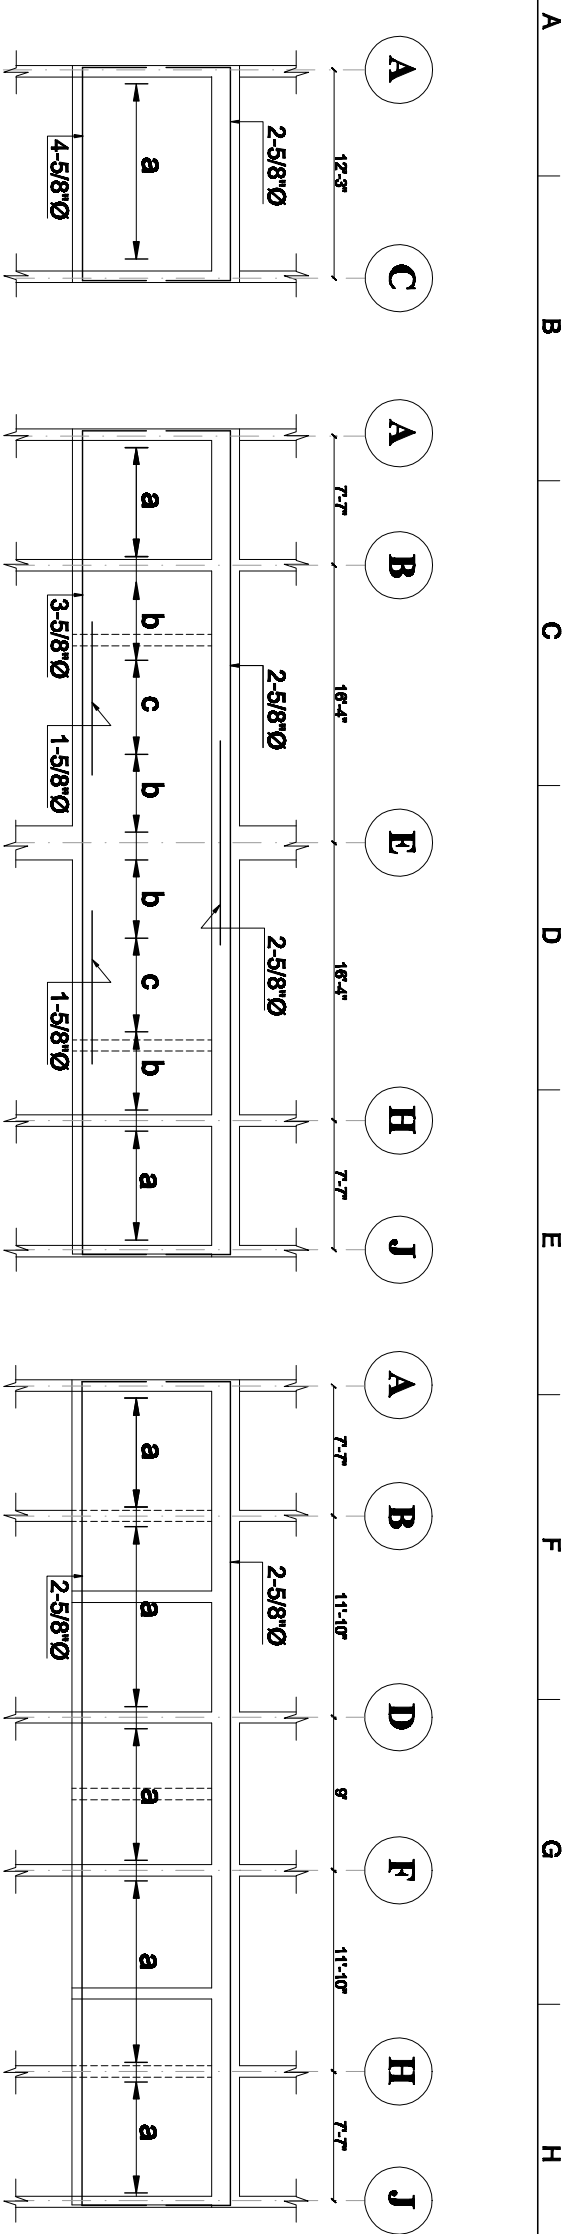 A
B
C
D
E
F
G
H
A
C
12'-3"
2-5/8"Ø
a
4-5/8"Ø
A
B
E
H
J
7'-7"
16'-4"
16'-4"
7'-7"
2-5/8"Ø
2-5/8"Ø
a
b
c
b
b
c
b
a
3-5/8"Ø
1-5/8"Ø
1-5/8"Ø
A
B
D
F
H
J
7'-7"
11'-10"
9'
11'-10"
7'-7"
2-5/8"Ø
a
a
a
a
a
2-5/8"Ø